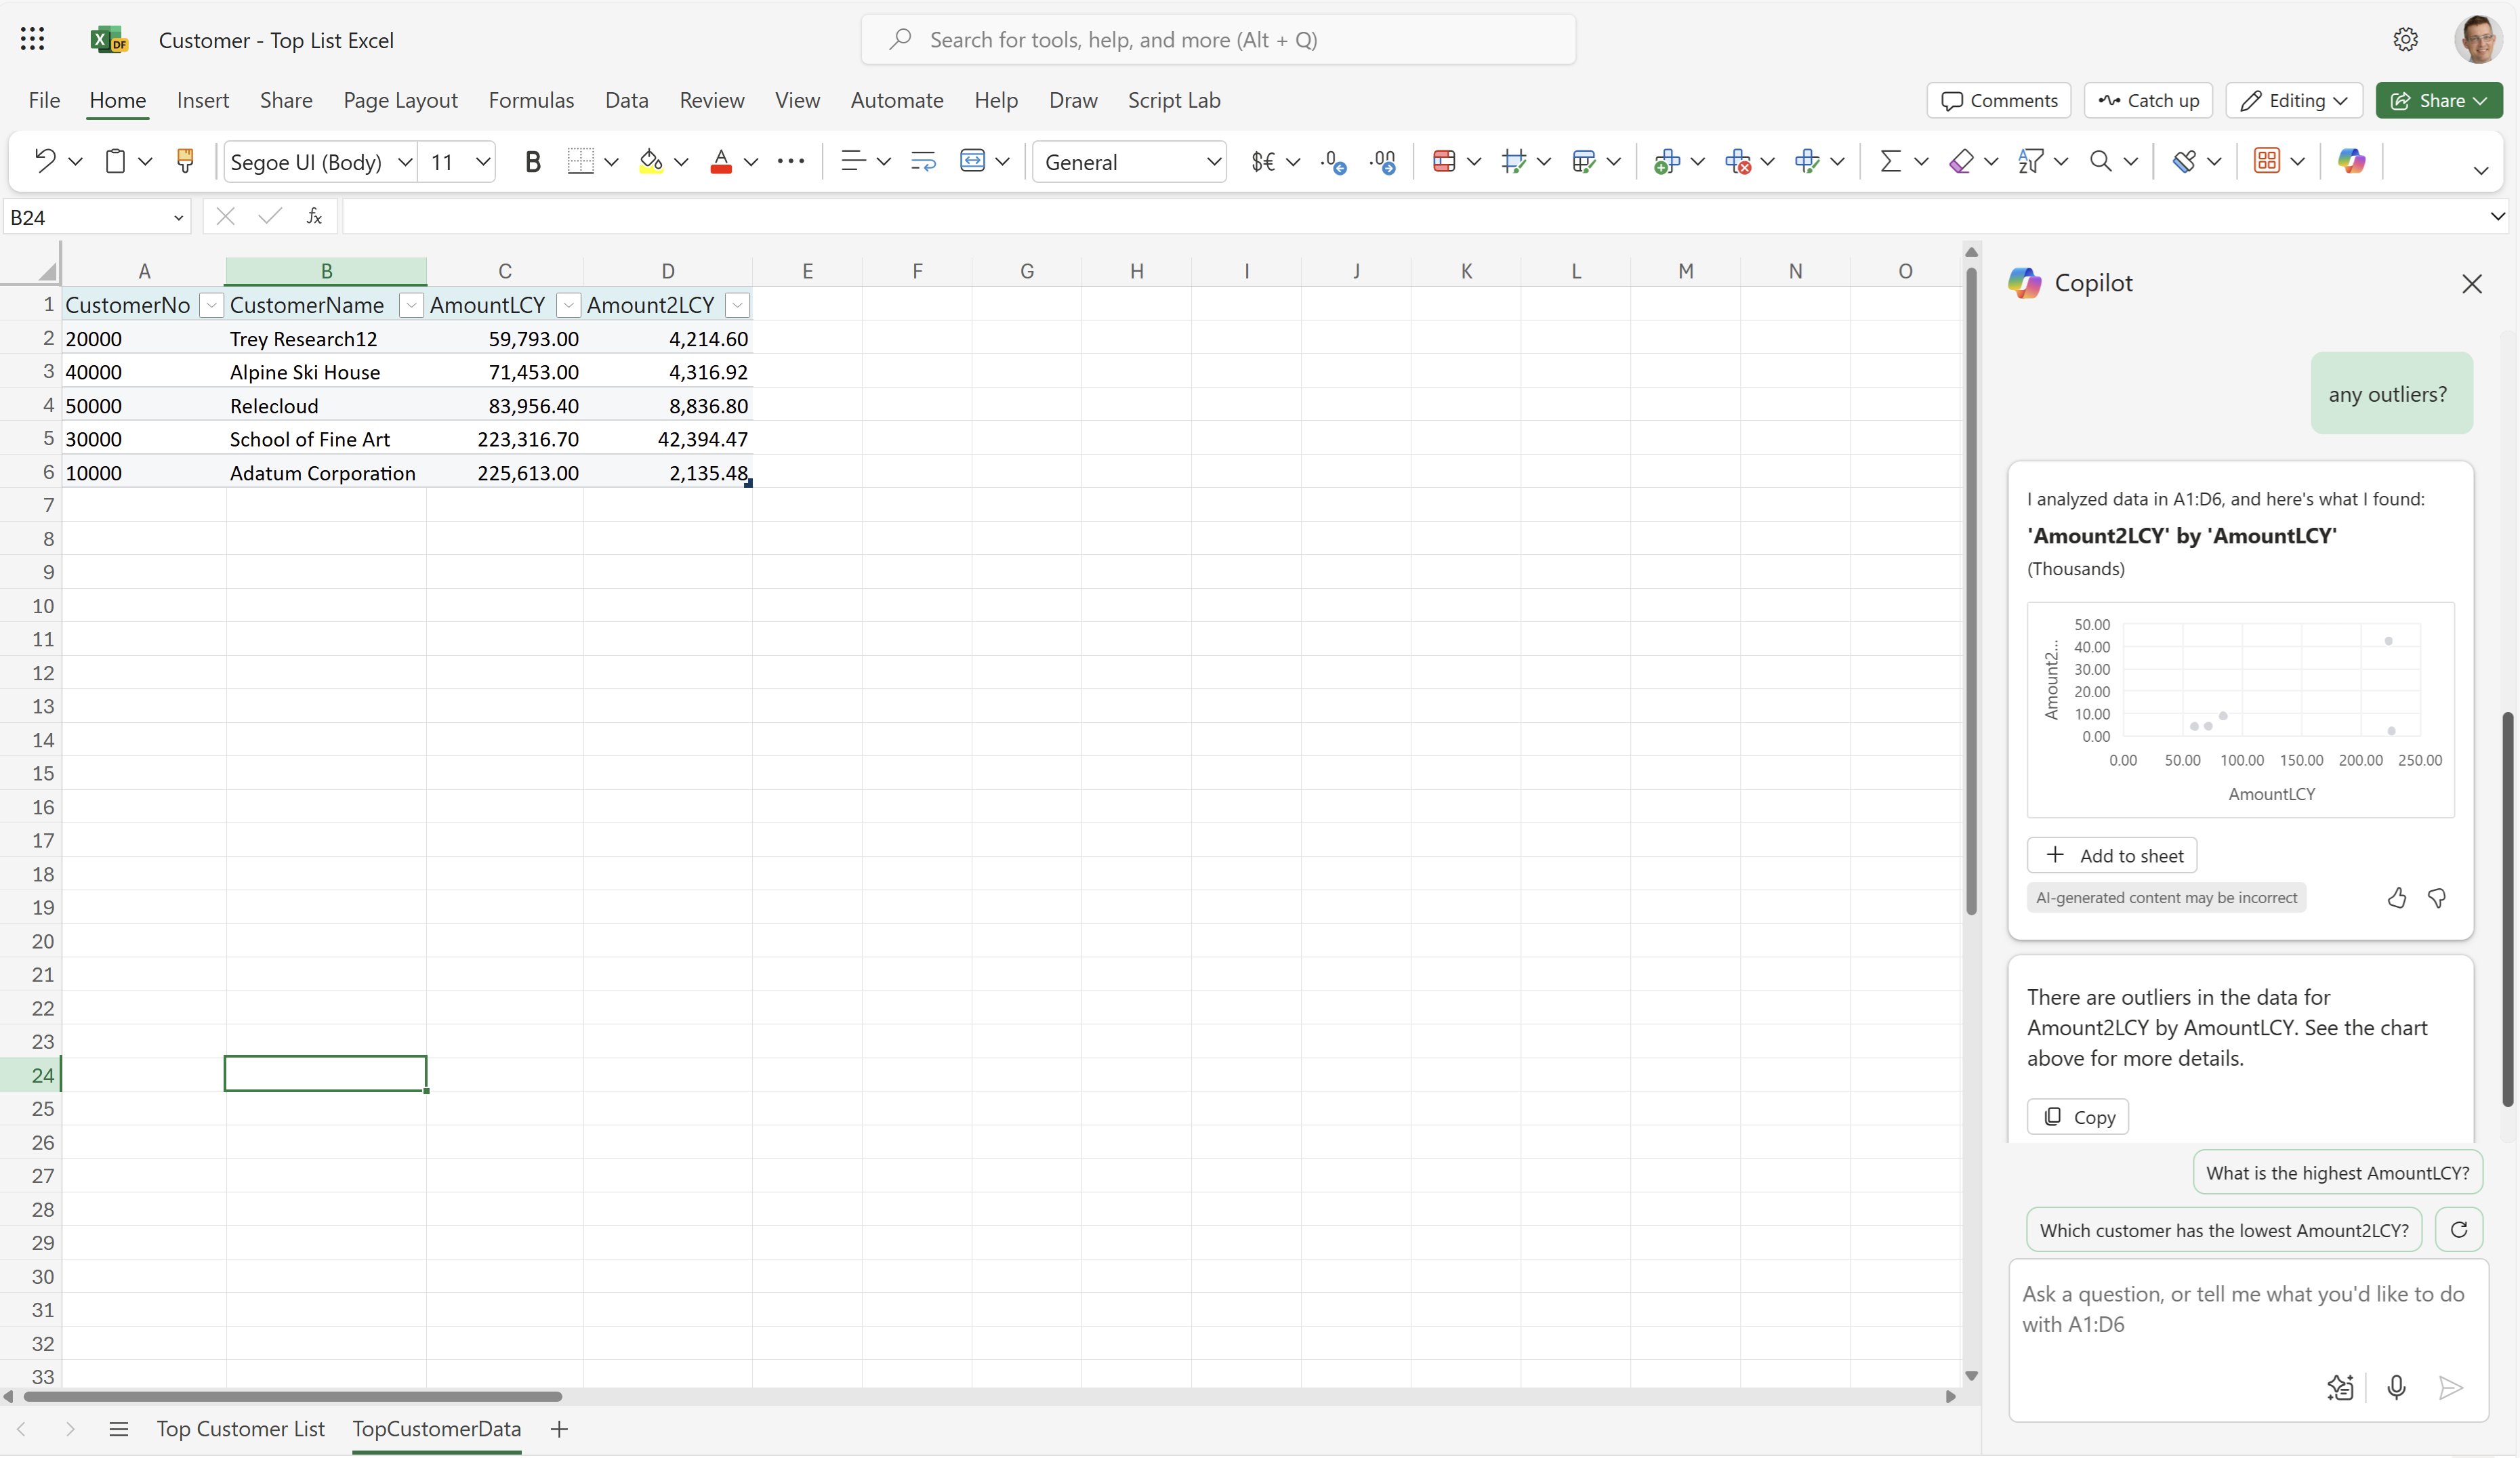 X DF Customer - Top List Excel Search for tools, help, and more (Alt + Q)
File Home Insert Share Page Layout Formulas Data Review View Automate Help Draw Script Lab Comments Catch up Editing Share
Segoe UI (Body) 11 B A General $€ .0 .00
B24 fx
A B C D E F G H I J K L M N O
1 CustomerNo CustomerName AmountLCY Amount2LCY
2 20000 Trey Research12 59,793.00 4,214.60
3 40000 Alpine Ski House 71,453.00 4,316.92
4 50000 Relecloud 83,956.40 8,836.80
5 30000 School of Fine Art 223,316.70 42,394.47
6 10000 Adatum Corporation 225,613.00 2,135.48
7
8
9
10
11
12
13
14
15
16
17
18
19
20
21
22
23
24
25
26
27
28
29
30
31
32
33
Top Customer List TopCustomerData
Copilot
any outliers?
I analyzed data in A1:D6, and here's what I found:
'Amount2LCY' by 'AmountLCY'
(Thousands)
Amount2...
50.00
40.00
30.00
20.00
10.00
0.00
0.00 50.00 100.00 150.00 200.00 250.00
AmountLCY
Add to sheet
AI-generated content may be incorrect
There are outliers in the data for
Amount2LCY by AmountLCY. See the chart
above for more details.
Copy
What is the highest AmountLCY?
Which customer has the lowest Amount2LCY?
Ask a question, or tell me what you'd like to do
with A1:D6